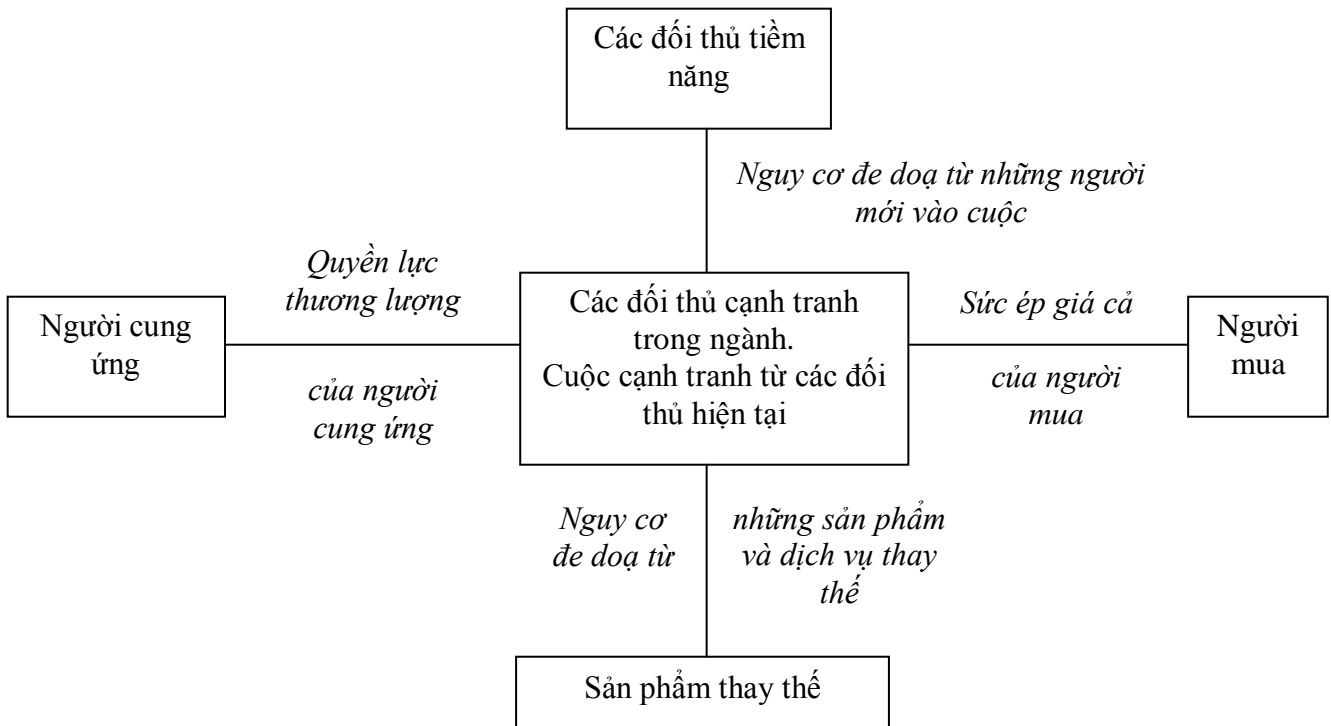 Các đối thủ tiềm
năng
Nguy cơ đe doạ từ những người
mới vào cuộc
Quyền lực
thương lượng
Người cung
ứng
của người
cung ứng
Các đối thủ cạnh tranh
trong ngành.
Cuộc cạnh tranh từ các đối
thủ hiện tại
Sức ép giá cả
của người
mua
Người
mua
Nguy cơ
đe doạ từ
những sản phẩm
và dịch vụ thay
thế
Sản phẩm thay thế